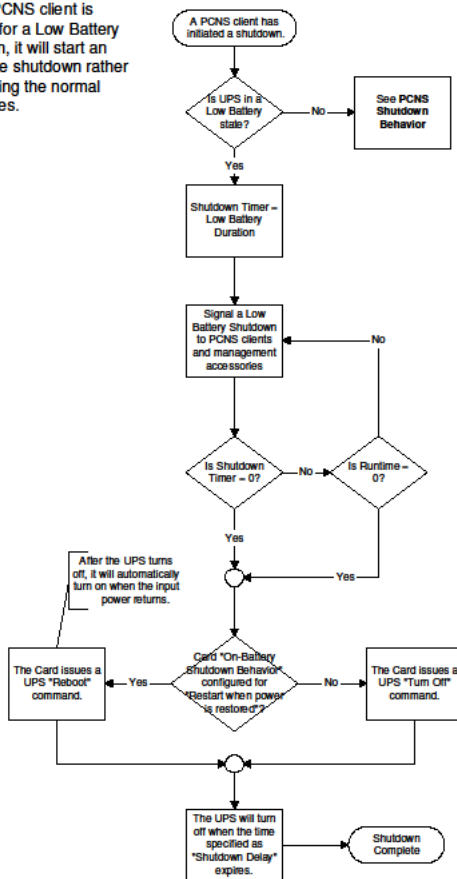 PCNS client is
for a Low Battery
n, it will start an
e shutdown rather
ing the normal
es.
A PCNS client has
initiated a shutdown.
Is UPS in a
Low Battery
state?
No
See PCNS
Shutdown
Behavior
Yes
Shutdown Timer –
Low Battery
Duration
Signal a Low
Battery Shutdown
to PCNS clients
and management
accessories
No
Is Shutdown
Timer – 0?
No
Is Runtime –
0?
Yes
Yes
After the UPS turns
off, it will automatically
turn on when the input
power returns.
The Card issues a
UPS "Reboot"
command.
Yes
Card "On-Battery
Shutdown Behavior"
configured for
"Restart when power
is restored"?
No
The Card issues a
UPS "Turn Off"
command.
The UPS will turn
off when the time
specified as
"Shutdown Delay"
expires.
Shutdown
Complete